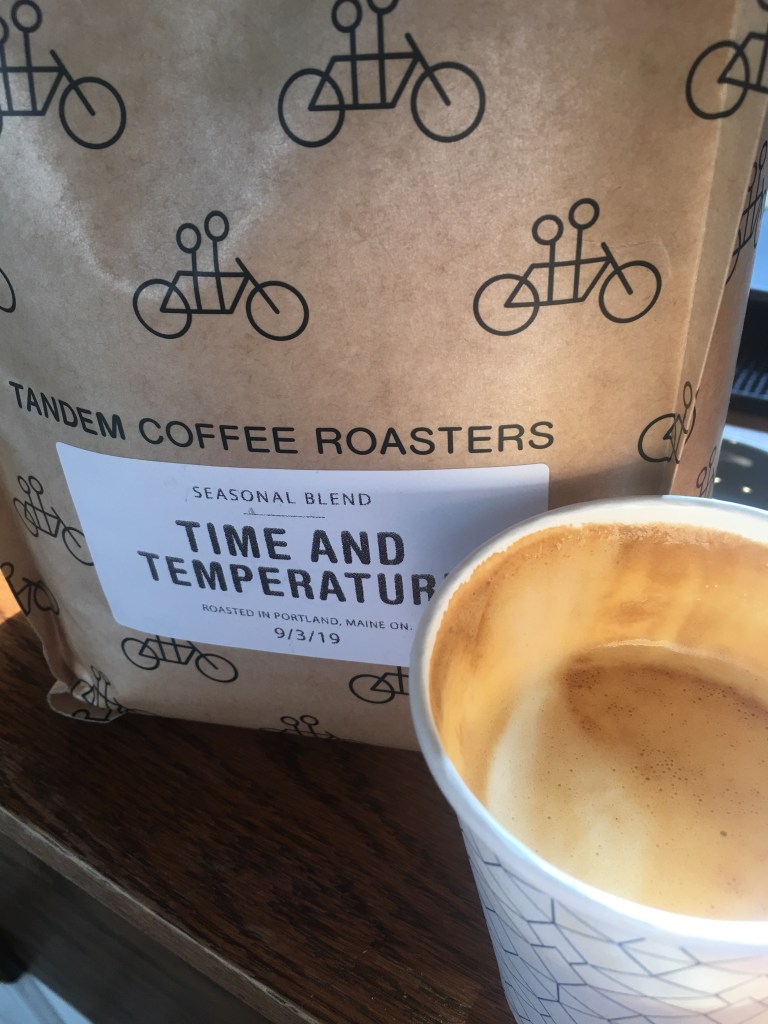 TANDEM COFFEE ROASTERS
SEASONAL BLEND
TIME AND
TEMPERATUR
ROASTED IN PORTLAND, MAINE ON.
9/3/19